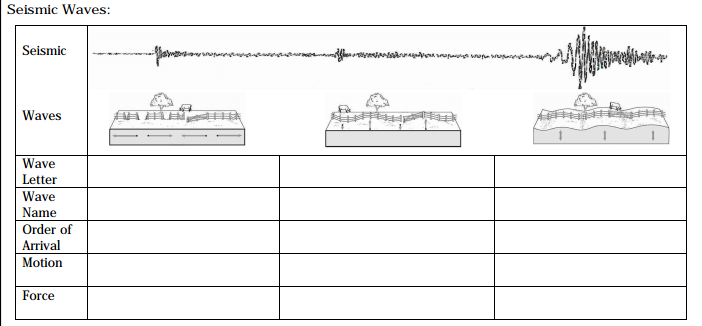 Seismic Waves:
Seismic
Waves
Wave
Letter
Wave
Name
Order of
Arrival
Motion
Force